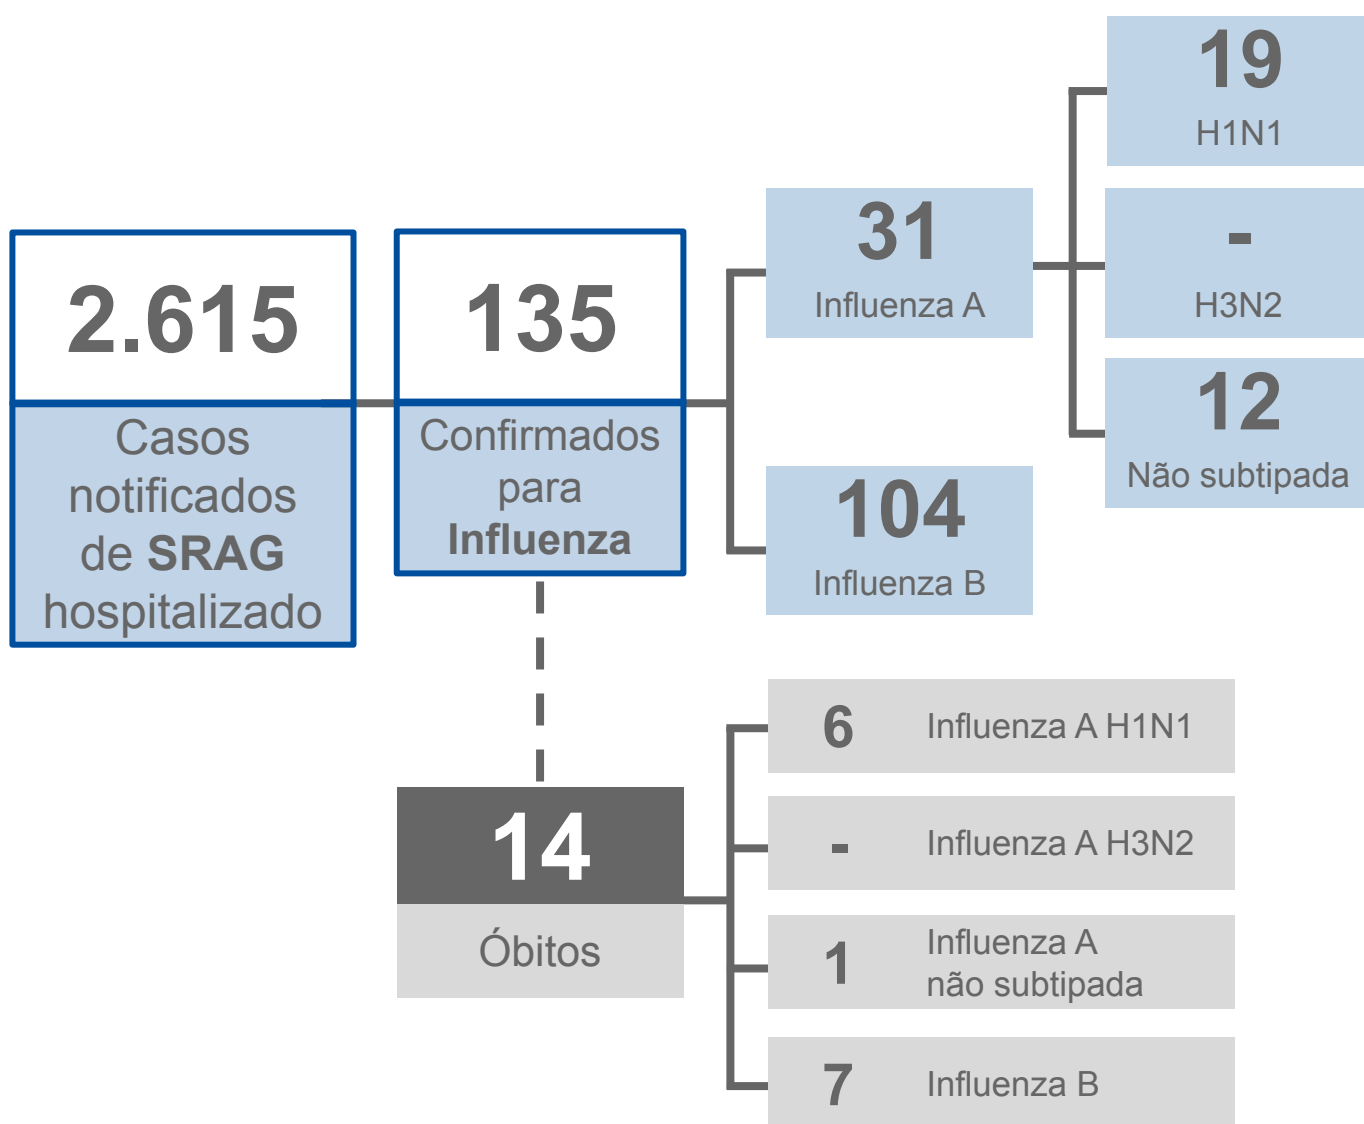 2.615
Casos
notificados
de SRAG
hospitalizado
135
Confirmados
para
Influenza
31
Influenza A
104
Influenza B
19
H1N1
-
H3N2
12
Não subtipada
14
Óbitos
6 Influenza A H1N1
- Influenza A H3N2
1 Influenza A
não subtipada
7 Influenza B